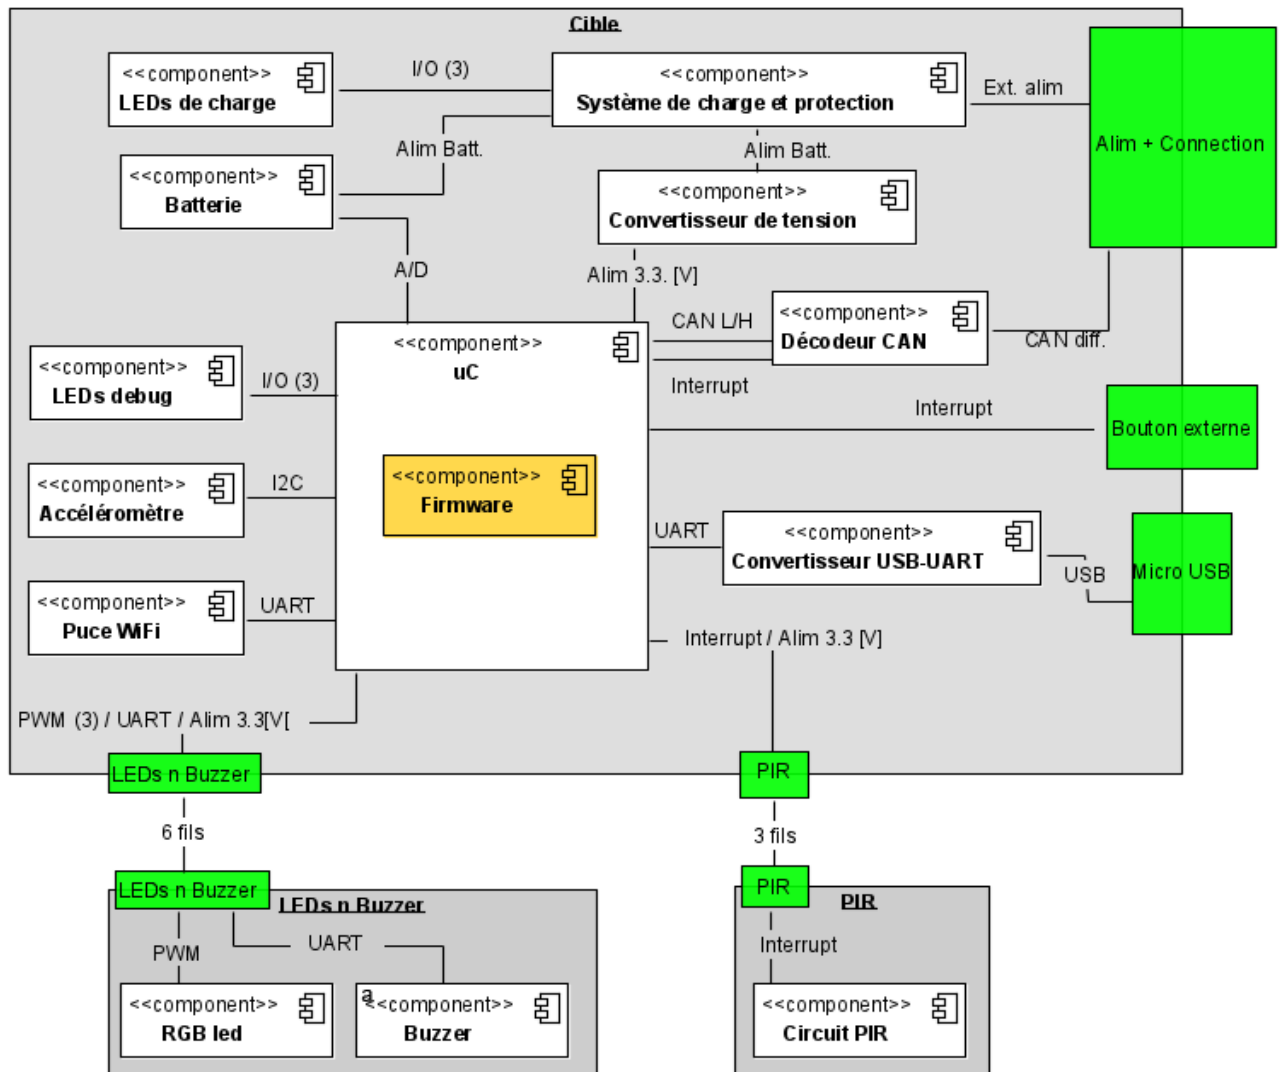 Cible
<<component>>
LEDs de charge
I/O (3)
<<component>>
Système de charge et protection
Ext. alim
Alim + Connection
Alim Batt.
Alim Batt.
<<component>>
Batterie
<<component>>
Convertisseur de tension
A/D
Alim 3.3. [V]
<<component>>
uC
CAN L/H
<<component>>
Décodeur CAN
CAN diff.
Interrupt
<<component>>
LEDs debug
I/O (3)
Interrupt
Bouton externe
<<component>>
Firmware
<<component>>
Accéléromètre
I2C
UART
<<component>>
Convertisseur USB-UART
USB
Micro USB
<<component>>
Puce WiFi
UART
Interrupt / Alim 3.3 [V]
PWM (3) / UART / Alim 3.3[V[
LEDs n Buzzer
PIR
6 fils
3 fils
LEDs n Buzzer
PIR
LEDs n Buzzer
PIR
PWM
UART
Interrupt
<<component>>
RGB led
a
<<component>>
Buzzer
<<component>>
Circuit PIR